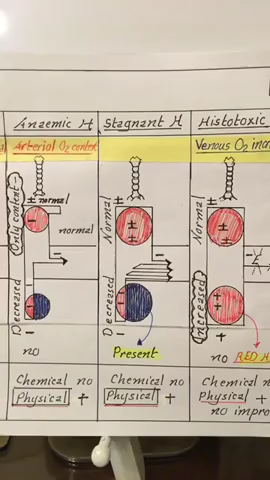 Anaemic H
Stagnant H
Histotoxic
Arterial O2 content
Venous O2 incr
± normal
±
±
Only content -
-
normal
Normal
±
±
Normal
±
±
-
Decreased
±
Decreased
±
Increased
-
-
+
no
Present
no RED H
Chemical no
Physical +
Chemical no
Physical +
Chemical n
Physical +
no impro